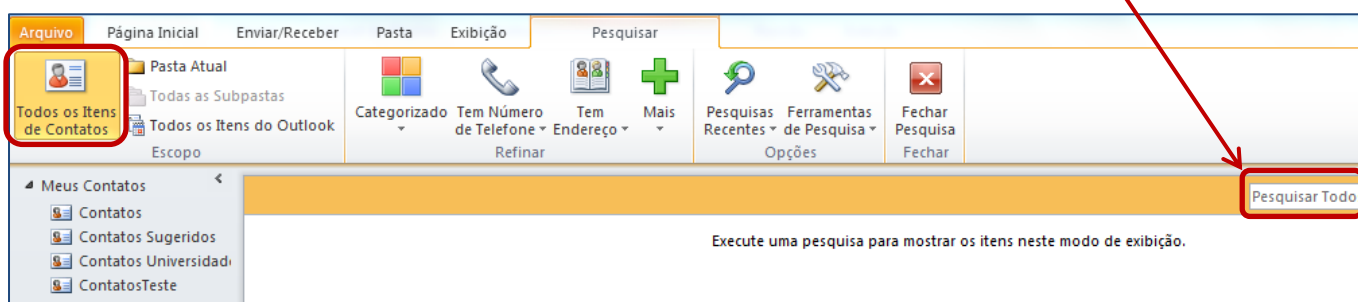 Arquivo Página Inicial Enviar/Receber Pasta Exibição Pesquisar
Todos os Itens de Contatos
Pasta Atual
Todas as Subpastas
Todos os Itens do Outlook
Escopo
Categorizado
Tem Número de Telefone
Tem Endereço
Mais
Refinar
Pesquisas Recentes
Ferramentas de Pesquisa
Opções
Fechar Pesquisa
Fechar
Meus Contatos
Contatos
Contatos Sugeridos
Contatos Universidad
ContatosTeste
Pesquisar Todo
Execute uma pesquisa para mostrar os itens neste modo de exibição.